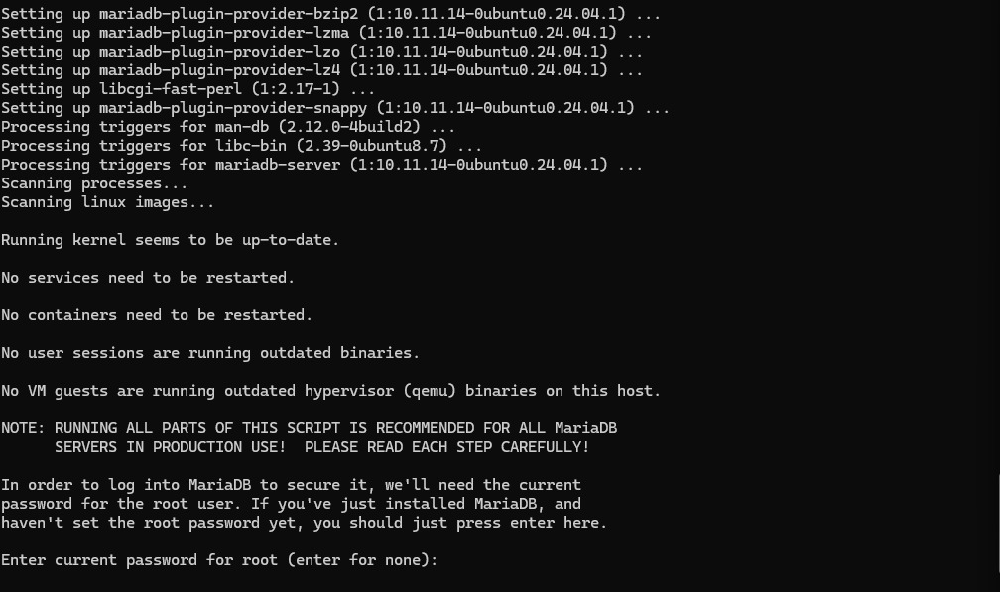 Setting up mariadb-plugin-provider-bzip2 (1:10.11.14-0ubuntu0.24.04.1) ...
Setting up mariadb-plugin-provider-lzma (1:10.11.14-0ubuntu0.24.04.1) ...
Setting up mariadb-plugin-provider-lzo (1:10.11.14-0ubuntu0.24.04.1) ...
Setting up mariadb-plugin-provider-lz4 (1:10.11.14-0ubuntu0.24.04.1) ...
Setting up libcgi-fast-perl (1:2.17-1) ...
Setting up mariadb-plugin-provider-snappy (1:10.11.14-0ubuntu0.24.04.1) ...
Processing triggers for man-db (2.12.0-4build2) ...
Processing triggers for libc-bin (2.39-0ubuntu8.7) ...
Processing triggers for mariadb-server (1:10.11.14-0ubuntu0.24.04.1) ...
Scanning processes...
Scanning linux images...

Running kernel seems to be up-to-date.

No services need to be restarted.

No containers need to be restarted.

No user sessions are running outdated binaries.

No VM guests are running outdated hypervisor (qemu) binaries on this host.

NOTE: RUNNING ALL PARTS OF THIS SCRIPT IS RECOMMENDED FOR ALL MariaDB
      SERVERS IN PRODUCTION USE!  PLEASE READ EACH STEP CAREFULLY!

In order to log into MariaDB to secure it, we'll need the current
password for the root user. If you've just installed MariaDB, and
haven't set the root password yet, you should just press enter here.

Enter current password for root (enter for none):